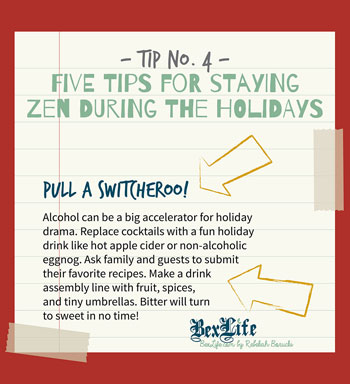 – TIP NO. 4 –
FIVE TIPS FOR STAYING
ZEN DURING THE HOLIDAYS
PULL A SWITCHEROO!
Alcohol can be a big accelerator for holiday
drama. Replace cocktails with a fun holiday
drink like hot apple cider or non-alcoholic
eggnog. Ask family and guests to submit
their favorite recipes. Make a drink
assembly line with fruit, spices,
and tiny umbrellas. Bitter will turn
to sweet in no time!
BexLife
BexLife.com by Rebekah Borucki